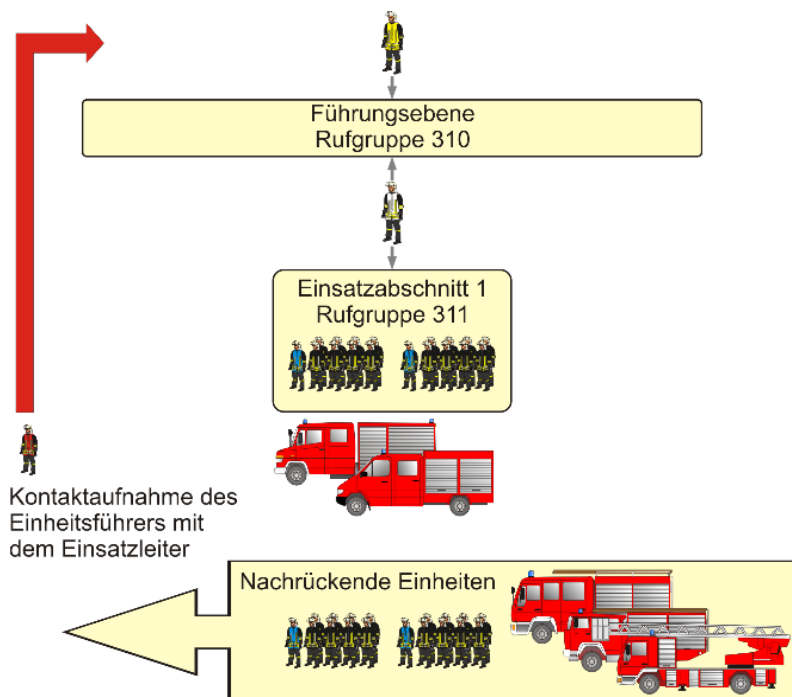 Führungsebene
Rufgruppe 310
Einsatzabschnitt 1
Rufgruppe 311
Kontaktaufnahme des
Einheitsführers mit
dem Einsatzleiter
Nachrückende Einheiten